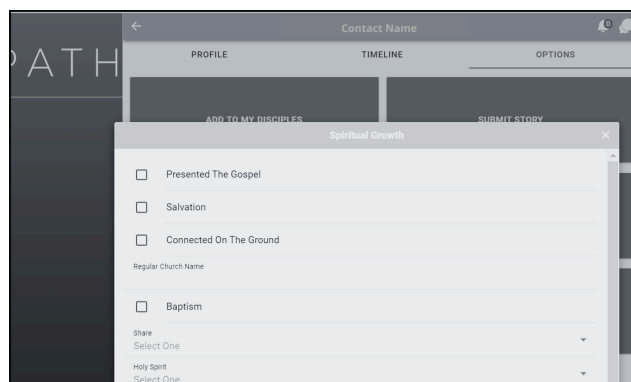 PATH
Contact Name
0
PROFILE
TIMELINE
OPTIONS
ADD TO MY DISCIPLES
SUBMIT STORY
Spiritual Growth
Presented The Gospel
Salvation
Connected On The Ground
Regular Church Name
Baptism
Share
Select One
Holy Spirit
Select One